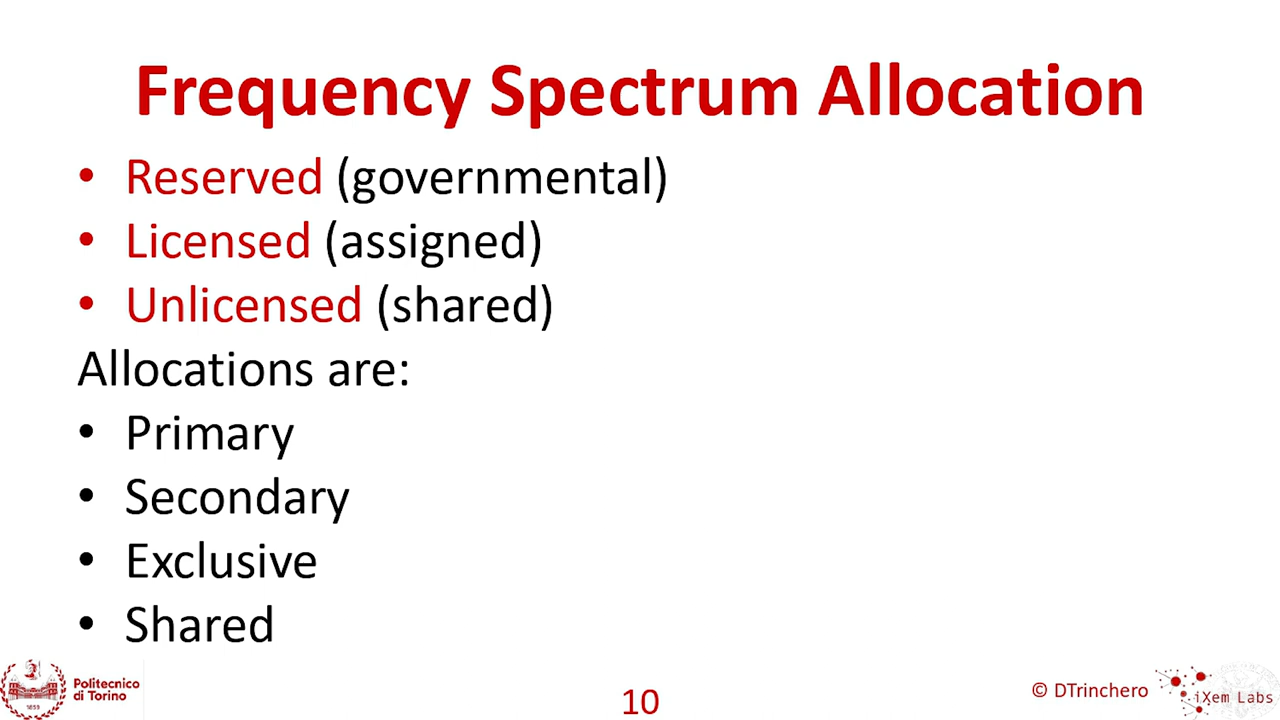 Frequency Spectrum Allocation
• Reserved (governmental)
• Licensed (assigned)
• Unlicensed (shared)
Allocations are:
• Primary
• Secondary
• Exclusive
• Shared
Politecnico
di Torino
1859
10
© DTrinchero
iXem Labs